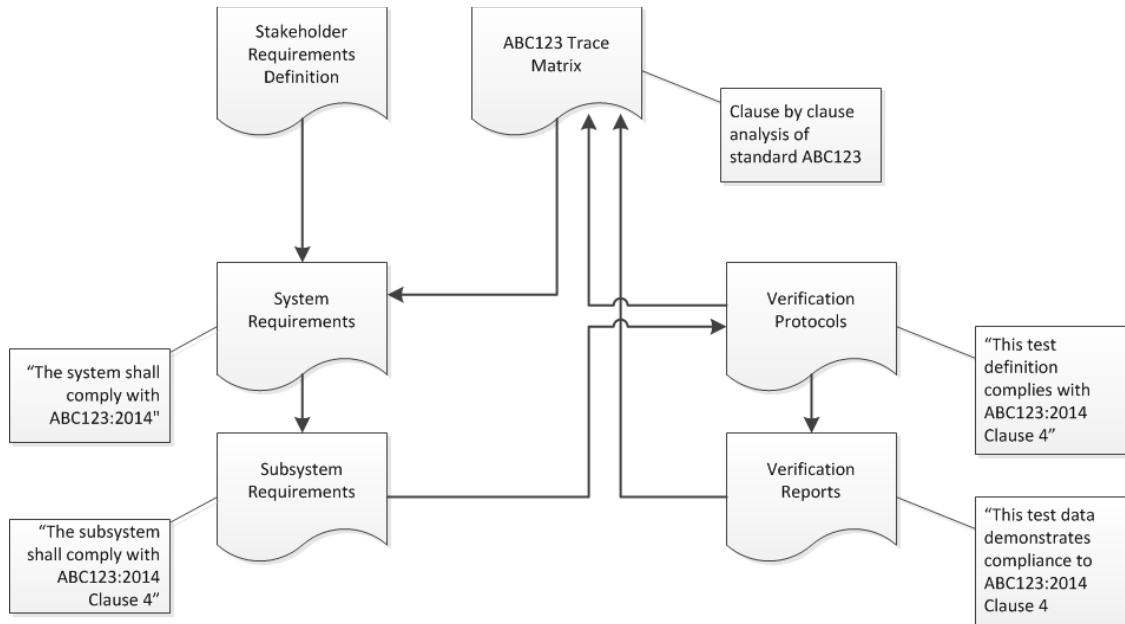 Stakeholder
Requirements
Definition
ABC123 Trace
Matrix
Clause by clause
analysis of
standard ABC123
System
Requirements
Verification
Protocols
“The system shall
comply with
ABC123:2014"
“This test
definition
complies with
ABC123:2014
Clause 4”
Subsystem
Requirements
Verification
Reports
“The subsystem
shall comply with
ABC123:2014
Clause 4”
“This test data
demonstrates
compliance to
ABC123:2014
Clause 4